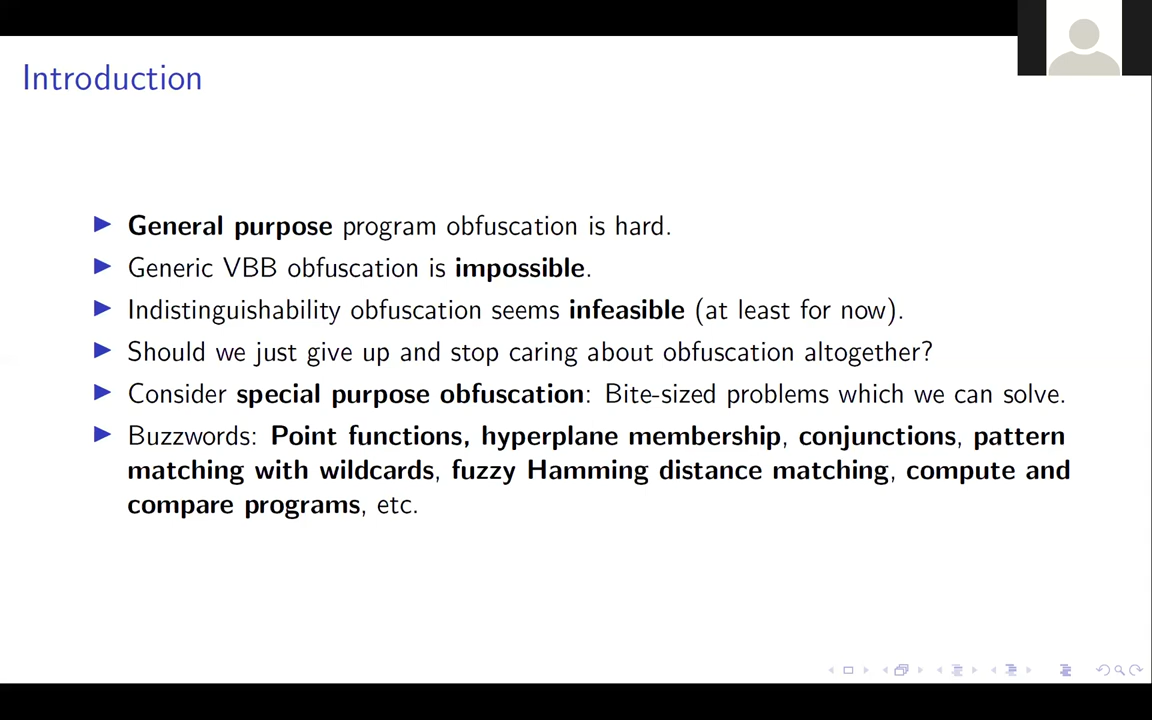 Introduction
General purpose program obfuscation is hard.
Generic VBB obfuscation is impossible.
Indistinguishability obfuscation seems infeasible (at least for now).
Should we just give up and stop caring about obfuscation altogether?
Consider special purpose obfuscation: Bite-sized problems which we can solve.
Buzzwords: Point functions, hyperplane membership, conjunctions, pattern
matching with wildcards, fuzzy Hamming distance matching, compute and
compare programs, etc.